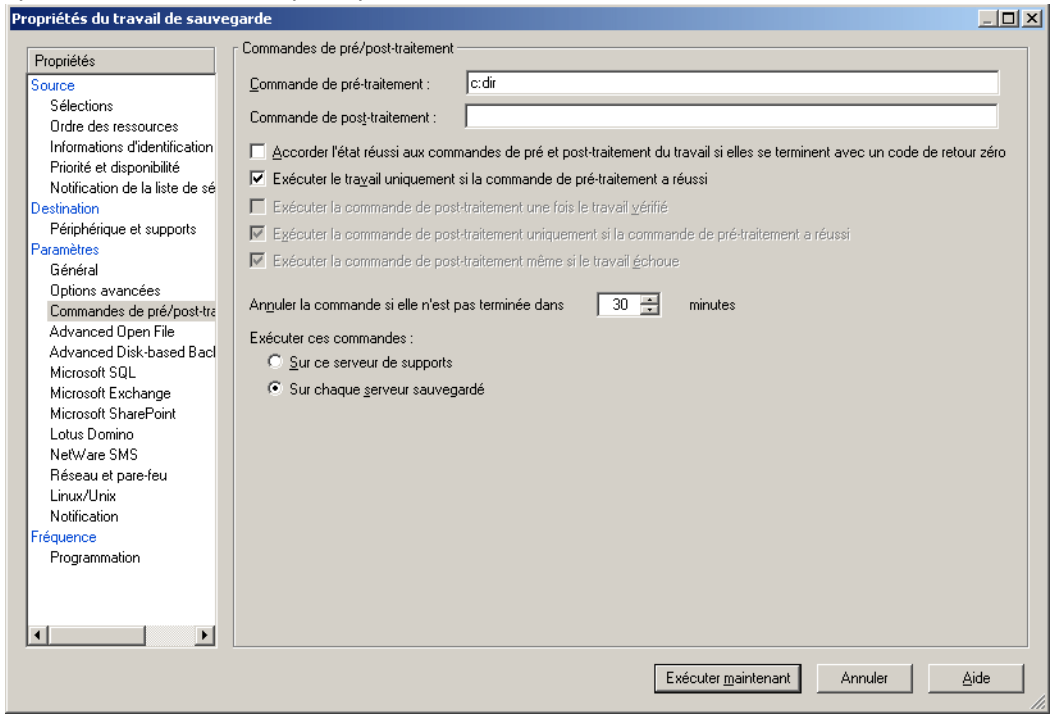 Propriétés du travail de sauvegarde
Propriétés
Source
Sélections
Ordre des ressources
Informations d'identification
Priorité et disponibilité
Notification de la liste de sé
Destination
Périphérique et supports
Paramètres
Général
Options avancées
Commandes de pré/post-tra
Advanced Open File
Advanced Disk-based Bacl
Microsoft SQL
Microsoft Exchange
Microsoft SharePoint
Lotus Domino
NetWare SMS
Réseau et pare-feu
Linux/Unix
Notification
Fréquence
Programmation
Commandes de pré/post-traitement
Commande de pré-traitement : c:dir
Commande de post-traitement :
Accorder l'état réussi aux commandes de pré et post-traitement du travail si elles se terminent avec un code de retour zéro
Exécuter le travail uniquement si la commande de pré-traitement a réussi
Exécuter la commande de post-traitement une fois le travail vérifié
Exécuter la commande de post-traitement uniquement si la commande de pré-traitement a réussi
Exécuter la commande de post-traitement même si le travail échoue
Annuler la commande si elle n'est pas terminée dans 30 minutes
Exécuter ces commandes :
Sur ce serveur de supports
Sur chaque serveur sauvegardé
Exécuter maintenant Annuler Aide